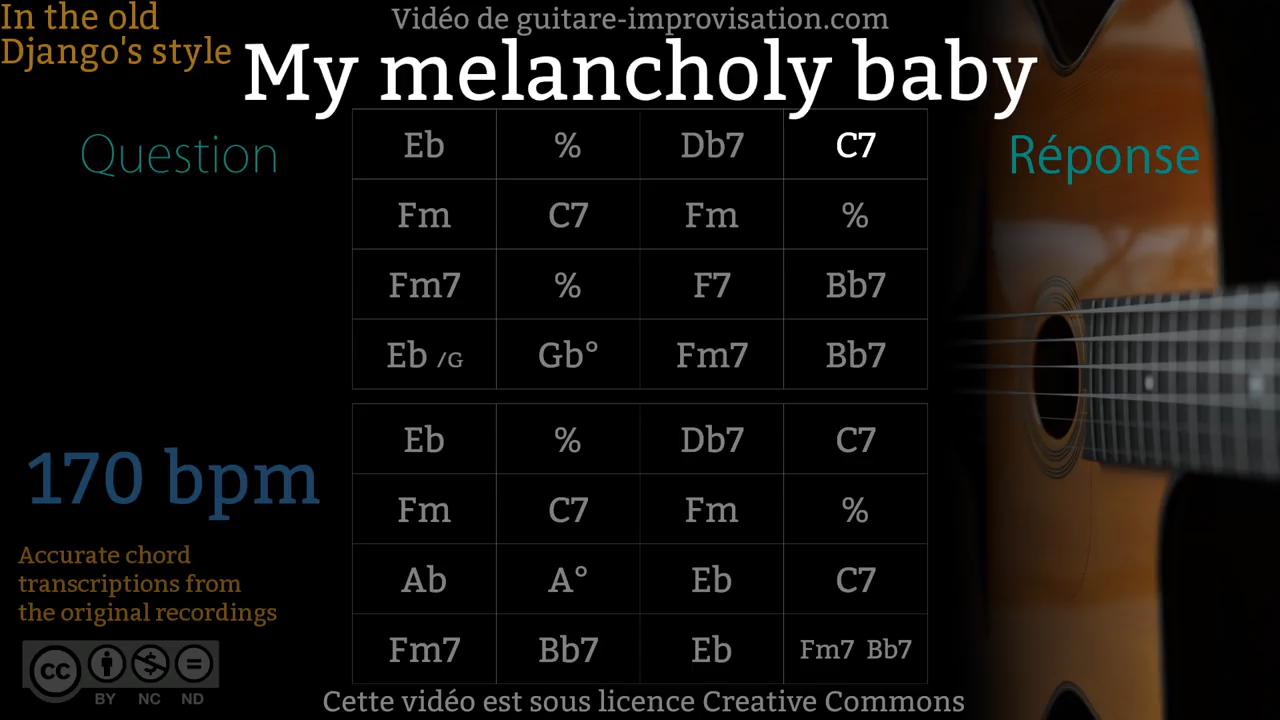 In the old
Django's style
Vidéo de guitare-improvisation.com
My melancholy baby
Question
Réponse
Eb % Db7 C7
Fm C7 Fm %
Fm7 % F7 Bb7
Eb /G Gb° Fm7 Bb7
Eb % Db7 C7
Fm C7 Fm %
Ab A° Eb C7
Fm7 Bb7 Eb Fm7 Bb7
170 bpm
Accurate chord
transcriptions from
the original recordings
cc
BY NC ND
Cette vidéo est sous licence Creative Commons